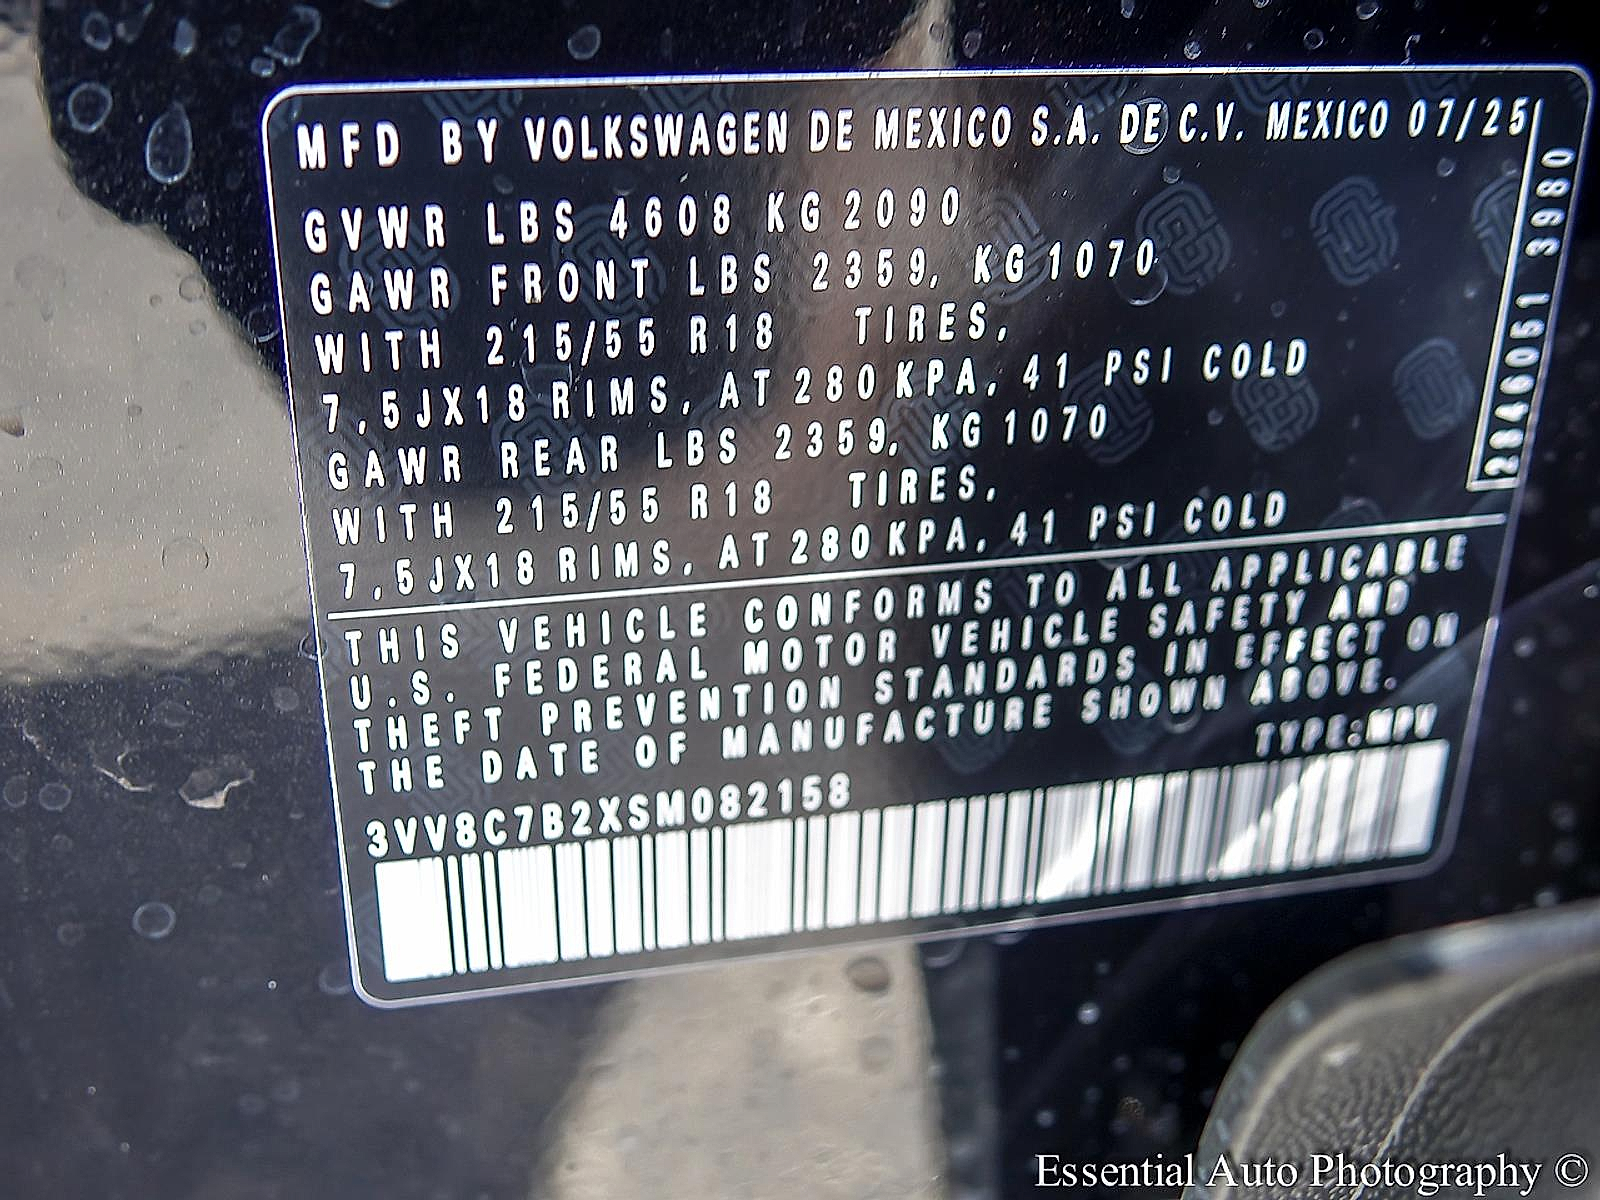 MFD BY VOLKSWAGEN DE MEXICO S.A. DE C.V. MEXICO 07/25
GVWR LBS 4608 KG 2090
GAWR FRONT LBS 2359, KG 1070
WITH 215/55 R18 TIRES,
7,5JX18 RIMS, AT 280 KPA, 41 PSI COLD
GAWR REAR LBS 2359, KG 1070
WITH 215/55 R18 TIRES,
7,5JX18 RIMS, AT 280 KPA, 41 PSI COLD
2846051 3980
THIS VEHICLE CONFORMS TO ALL APPLICABLE
U.S. FEDERAL MOTOR VEHICLE SAFETY AND
THEFT PREVENTION STANDARDS IN EFFECT ON
THE DATE OF MANUFACTURE SHOWN ABOVE.
TYPE:MPV
3VV8C7B2XSM082158
Essential Auto Photography ©